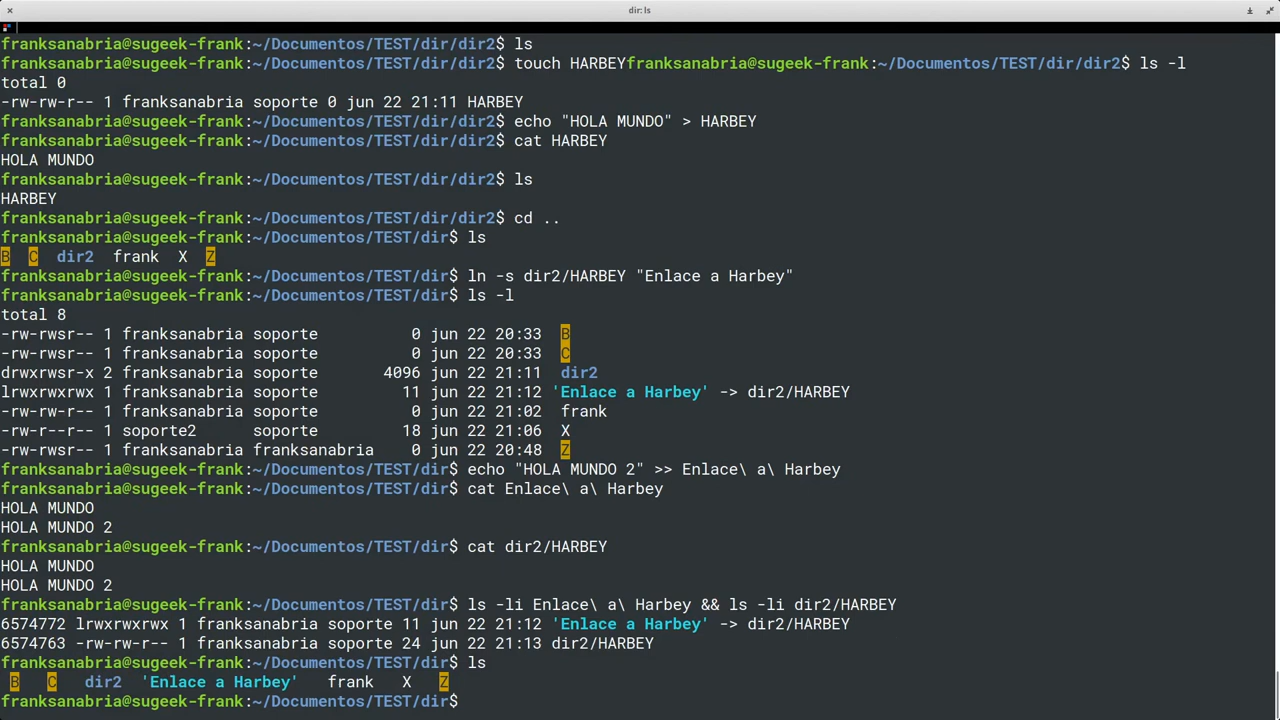 dir: ls
franksanabria@sugeek-frank:~/Documentos/TEST/dir/dir2$ ls
franksanabria@sugeek-frank:~/Documentos/TEST/dir/dir2$ touch HARBEYfranksanabria@sugeek-frank:~/Documentos/TEST/dir/dir2$ ls -l
total 0
-rw-rw-r-- 1 franksanabria soporte 0 jun 22 21:11 HARBEY
franksanabria@sugeek-frank:~/Documentos/TEST/dir/dir2$ echo "HOLA MUNDO" > HARBEY
franksanabria@sugeek-frank:~/Documentos/TEST/dir/dir2$ cat HARBEY
HOLA MUNDO
franksanabria@sugeek-frank:~/Documentos/TEST/dir/dir2$ ls
HARBEY
franksanabria@sugeek-frank:~/Documentos/TEST/dir/dir2$ cd ..
franksanabria@sugeek-frank:~/Documentos/TEST/dir$ ls
B  C  dir2  frank  X  Z
franksanabria@sugeek-frank:~/Documentos/TEST/dir$ ln -s dir2/HARBEY "Enlace a Harbey"
franksanabria@sugeek-frank:~/Documentos/TEST/dir$ ls -l
total 8
-rw-rwsr-- 1 franksanabria soporte          0 jun 22 20:33  B
-rw-rwsr-- 1 franksanabria soporte          0 jun 22 20:33  C
drwxrwsr-x 2 franksanabria soporte       4096 jun 22 21:11  dir2
lrwxrwxrwx 1 franksanabria soporte         11 jun 22 21:12 'Enlace a Harbey' -> dir2/HARBEY
-rw-rw-r-- 1 franksanabria soporte          0 jun 22 21:02  frank
-rw-r--r-- 1 soporte2      soporte         18 jun 22 21:06  X
-rw-rwsr-- 1 franksanabria franksanabria    0 jun 22 20:48  Z
franksanabria@sugeek-frank:~/Documentos/TEST/dir$ echo "HOLA MUNDO 2" >> Enlace\ a\ Harbey
franksanabria@sugeek-frank:~/Documentos/TEST/dir$ cat Enlace\ a\ Harbey
HOLA MUNDO
HOLA MUNDO 2
franksanabria@sugeek-frank:~/Documentos/TEST/dir$ cat dir2/HARBEY
HOLA MUNDO
HOLA MUNDO 2
franksanabria@sugeek-frank:~/Documentos/TEST/dir$ ls -li Enlace\ a\ Harbey && ls -li dir2/HARBEY
6574772 lrwxrwxrwx 1 franksanabria soporte 11 jun 22 21:12 'Enlace a Harbey' -> dir2/HARBEY
6574763 -rw-rw-r-- 1 franksanabria soporte 24 jun 22 21:13 dir2/HARBEY
franksanabria@sugeek-frank:~/Documentos/TEST/dir$ ls
B   C   dir2  'Enlace a Harbey'   frank   X   Z
franksanabria@sugeek-frank:~/Documentos/TEST/dir$